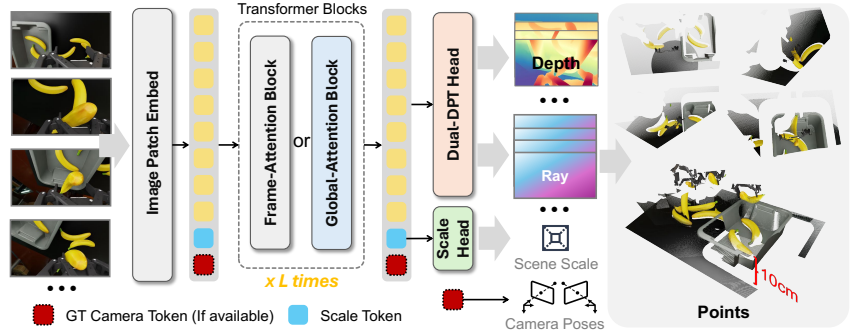 Transformer Blocks
Image Patch Embed
Frame-Attention Block
or
Global-Attention Block
x L times
Dual-DPT Head
Scale
Head
Depth
Ray
Scene Scale
Camera Poses
10cm
Points
GT Camera Token (If available)
Scale Token